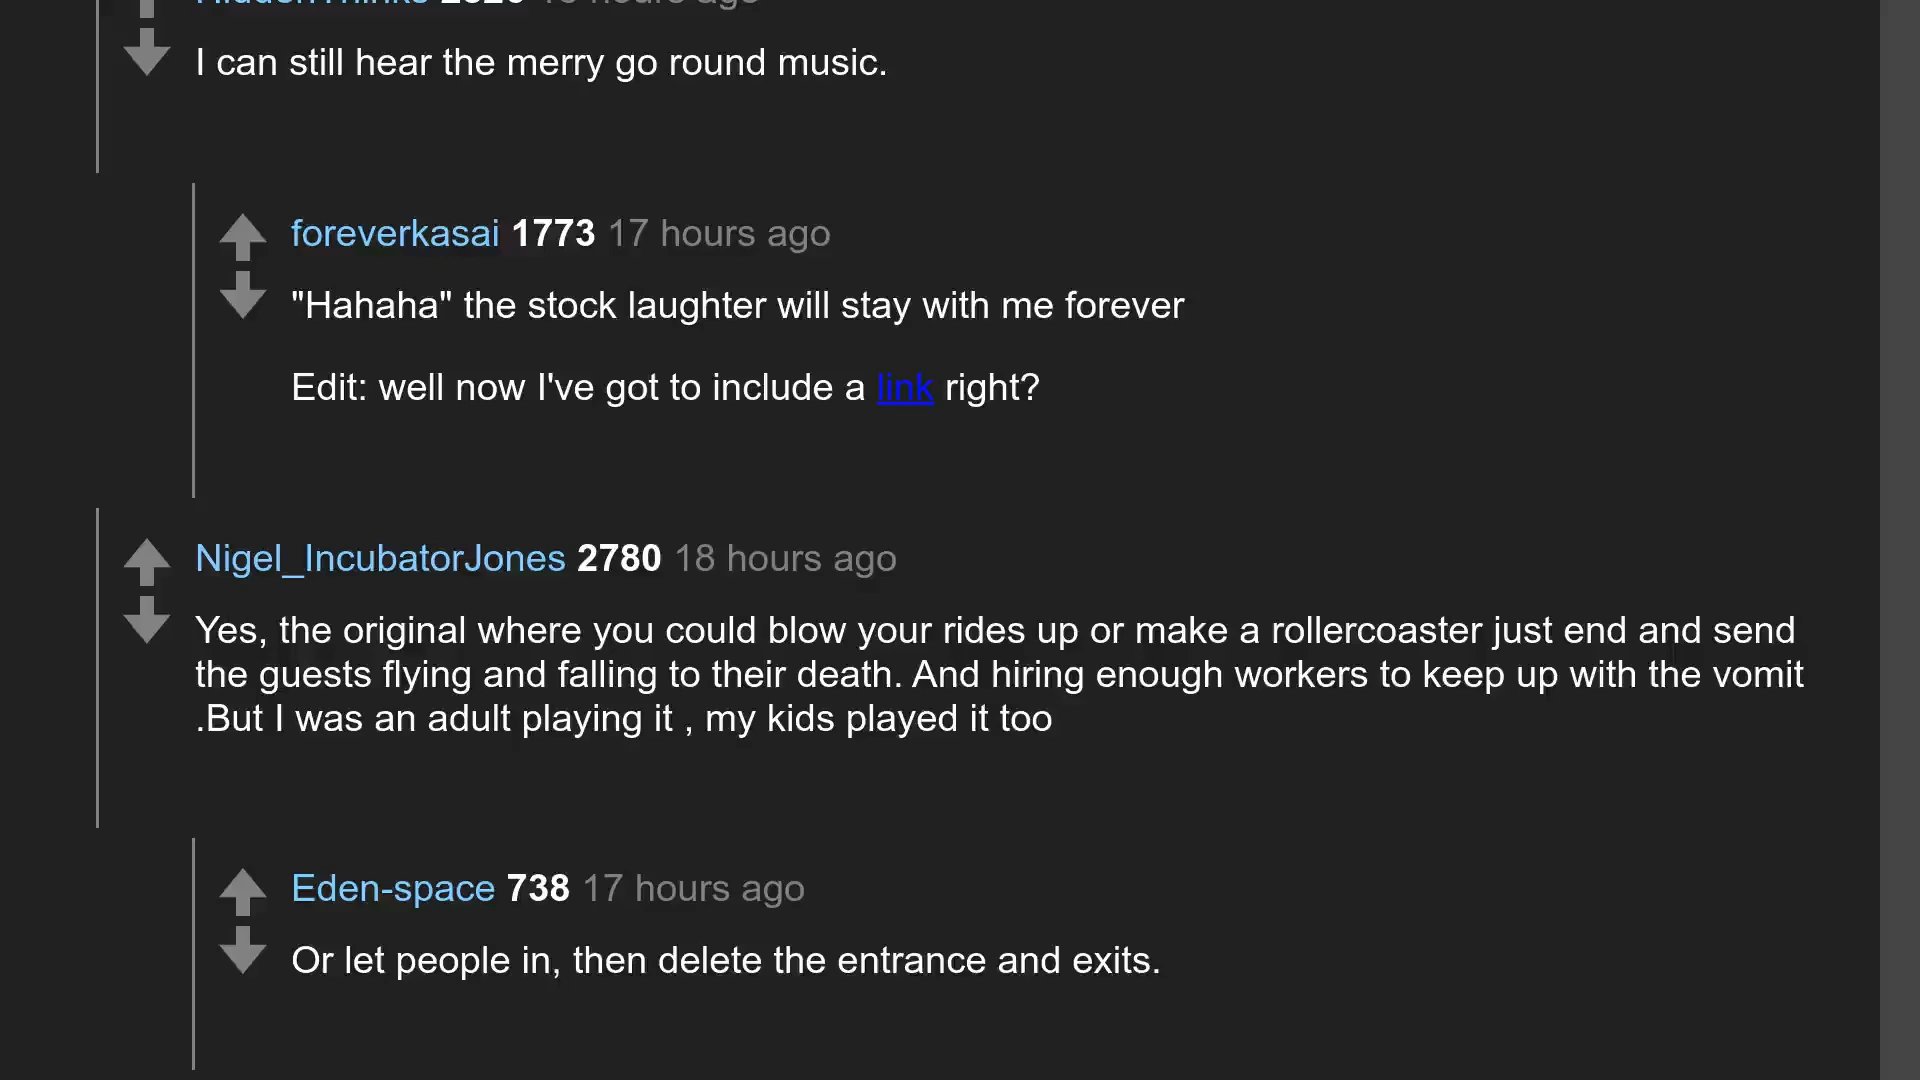 I can still hear the merry go round music.
foreverkasai 1773 17 hours ago
"Hahaha" the stock laughter will stay with me forever
Edit: well now I've got to include a link right?
Nigel_IncubatorJones 2780 18 hours ago
Yes, the original where you could blow your rides up or make a rollercoaster just end and send
the guests flying and falling to their death. And hiring enough workers to keep up with the vomit
.But I was an adult playing it , my kids played it too
Eden-space 738 17 hours ago
Or let people in, then delete the entrance and exits.